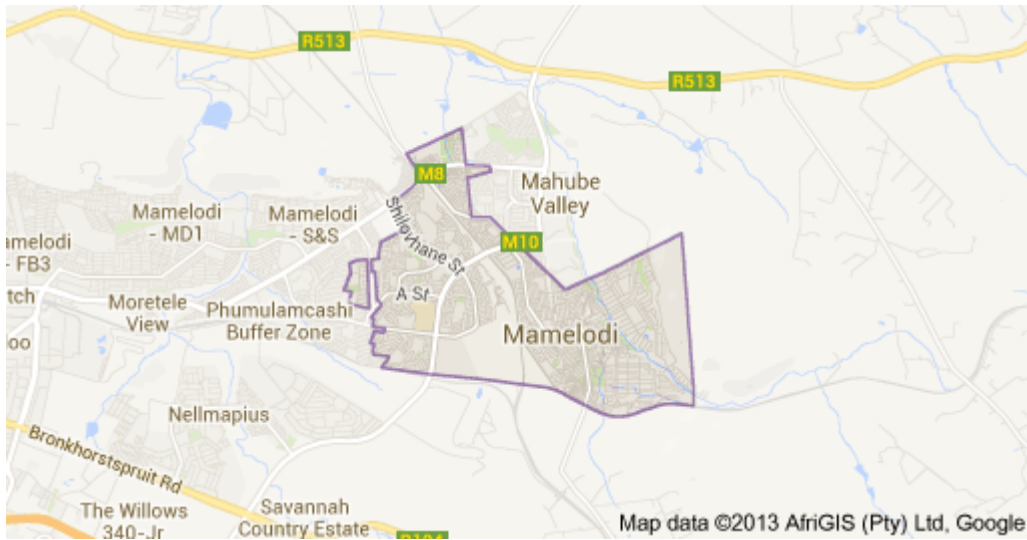 R513
R513
M8
Mahube
Valley
Mamelodi
- MD1
Mamelodi
- S&S
Shilovhane St
M10
amelodi
- FB3
A St
tch
Moretele
View
Phumulamcashi
Buffer Zone
Mamelodi
oo
Nellmapius
Bronkhorstspruit Rd
The Willows
340-Jr
Savannah
Country Estate
Map data ©2013 AfriGIS (Pty) Ltd, Google